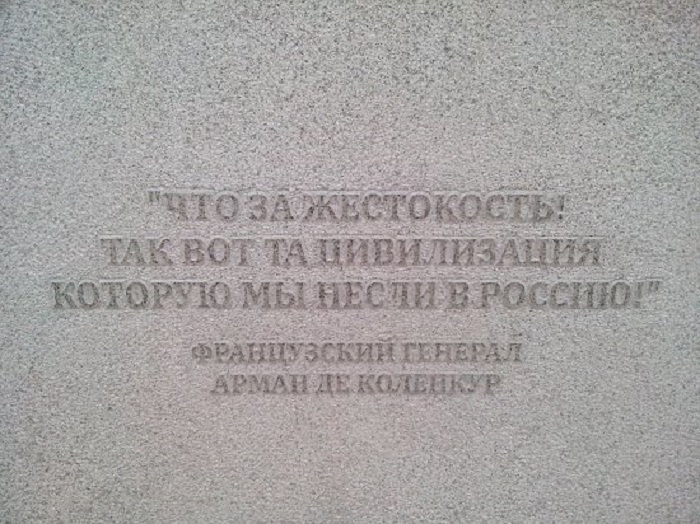 "ЧТО ЗА ЖЕСТОКОСТЬ!
ТАК ВОТ ТА ЦИВИЛИЗАЦИЯ
КОТОРУЮ МЫ НЕСЛИ В РОССИЮ!"
ФРАНЦУЗСКИЙ ГЕНЕРАЛ
АРМАН ДЕ КОЛЕНКУР